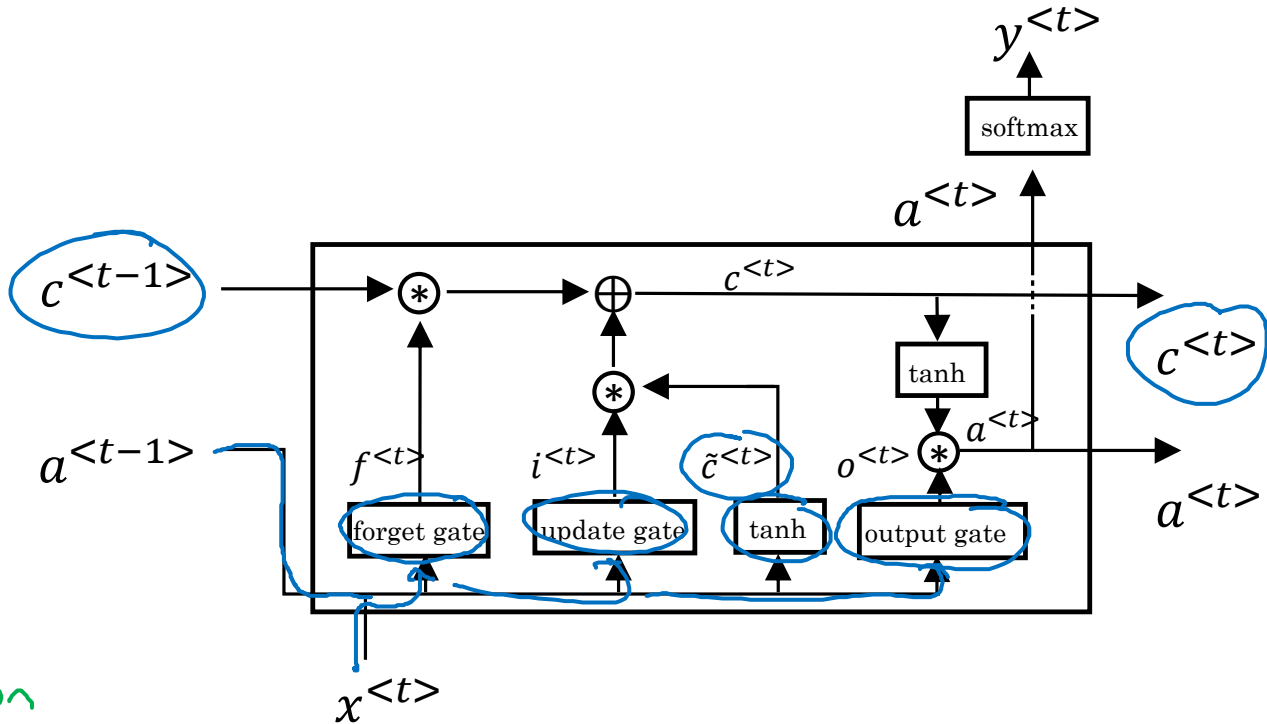 y^{<t>}
softmax
a^{<t>}
c^{<t-1>} * ⊕ c^{<t>}
c^{<t>}
* tanh
a^{<t-1>} f^{<t>} i^{<t>} c̃^{<t>} o^{<t>} * a^{<t>}
a^{<t>}
forget gate update gate tanh output gate
x^{<t>}